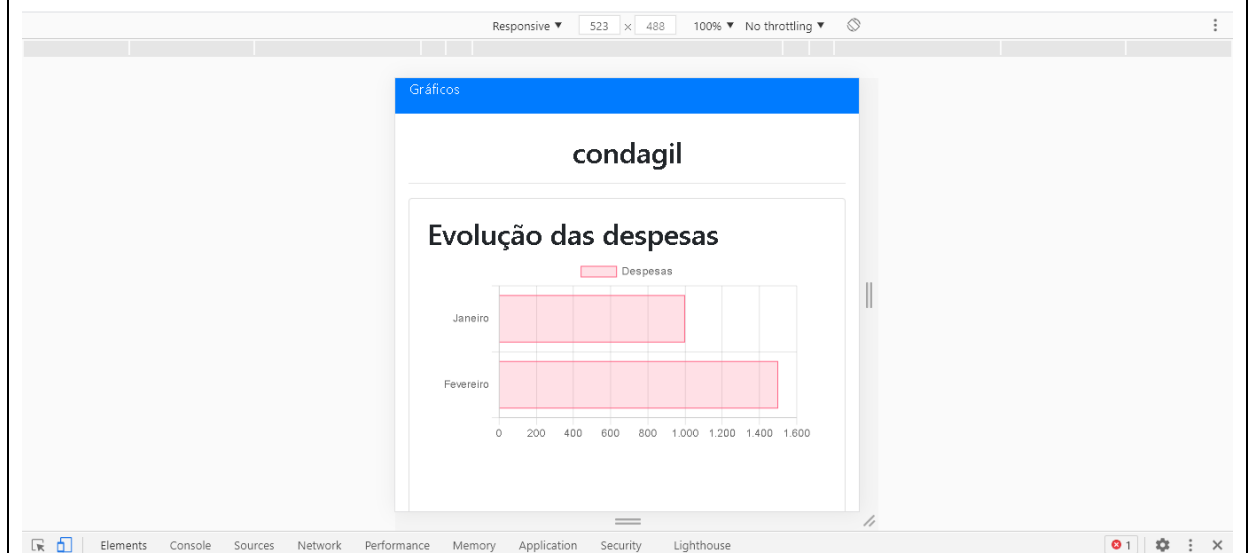 Responsive ▼ 523 × 488 100% ▼ No throttling ▼
Gráficos
condagil
Evolução das despesas
Despesas
Janeiro
Fevereiro
0 200 400 600 800 1.000 1.200 1.400 1.600
Elements Console Sources Network Performance Memory Application Security Lighthouse 1